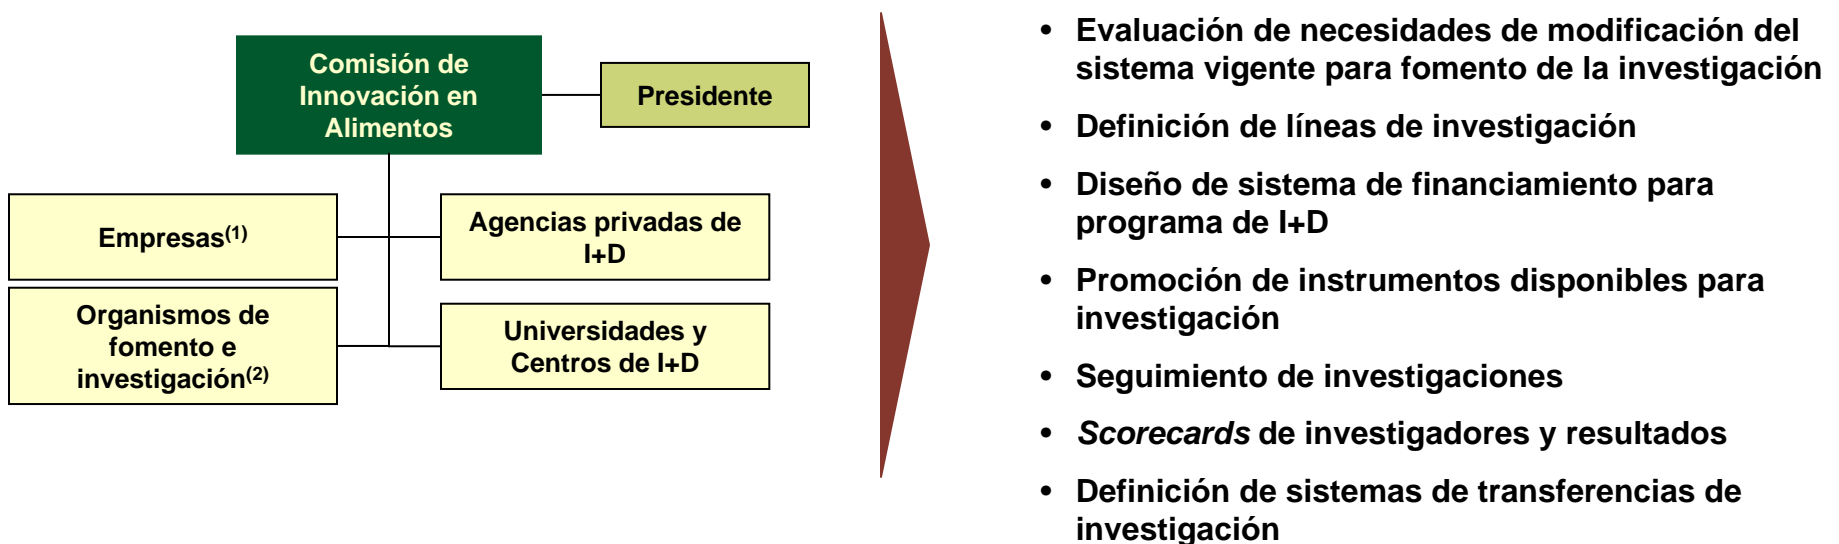 Comisión de
Innovación en
Alimentos
Presidente
Empresas(1)
Agencias privadas de
I+D
Organismos de
fomento e
investigación(2)
Universidades y
Centros de I+D
• Evaluación de necesidades de modificación del
sistema vigente para fomento de la investigación
• Definición de líneas de investigación
• Diseño de sistema de financiamiento para
programa de I+D
• Promoción de instrumentos disponibles para
investigación
• Seguimiento de investigaciones
• Scorecards de investigadores y resultados
• Definición de sistemas de transferencias de
investigación